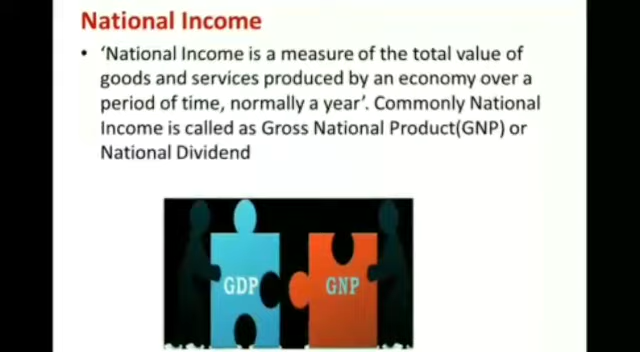 National Income
• ‘National Income is a measure of the total value of
goods and services produced by an economy over a
period of time, normally a year’. Commonly National
Income is called as Gross National Product(GNP) or
National Dividend
GDP
GNP